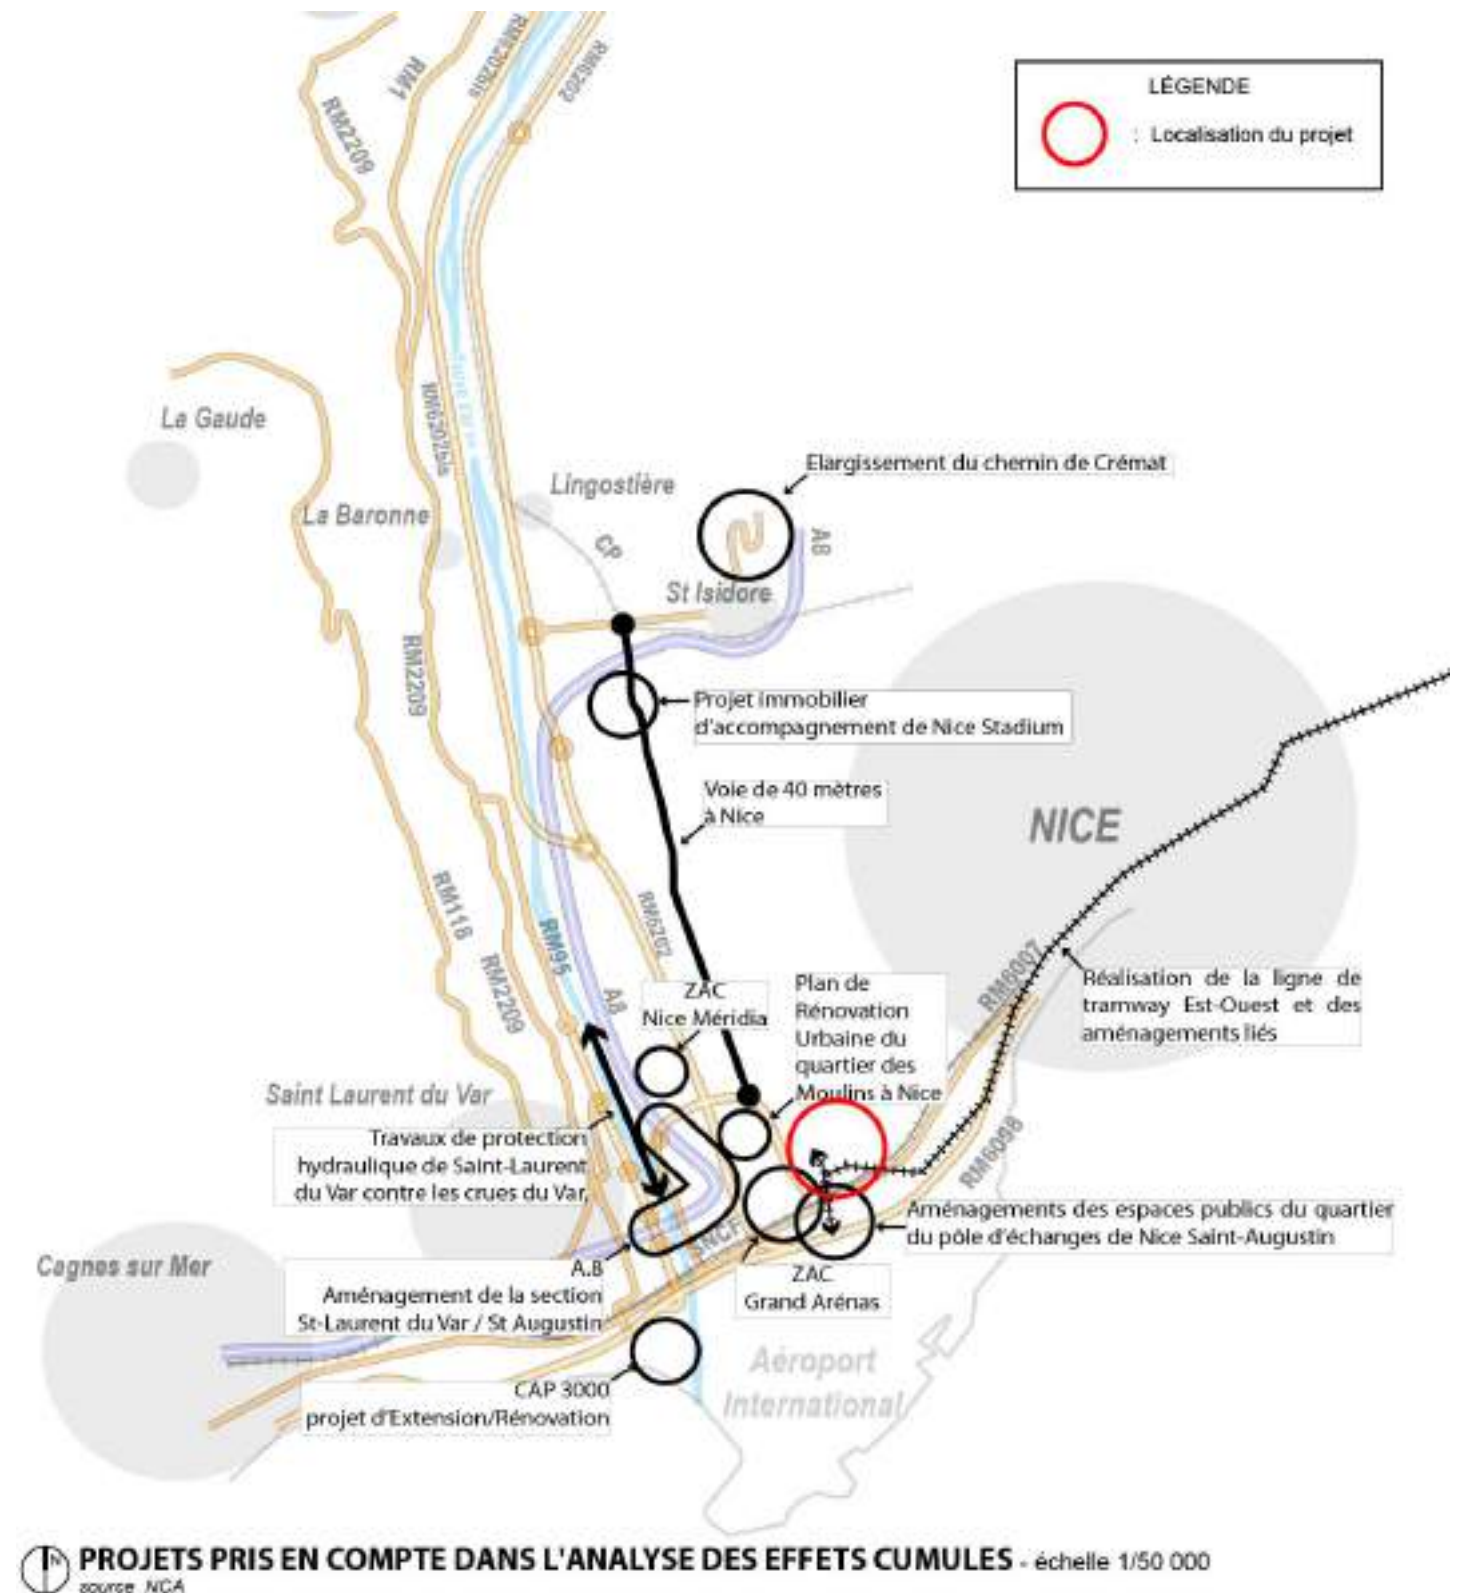 RM6202bis
RM6202
RM1
RM2209
LÉGENDE
: Localisation du projet
La Gaude
RM6202bis
Elargissement du chemin de Crémat
Lingostière
La Baronne
CP
A8
St Isidore
RM2209
Projet immobilier
d'accompagnement de Nice Stadium
Voie de 40 mètres
à Nice
NICE
RM118
RM2209
RM95
A8
RM6202
ZAC
Nice Méridia
Plan de
Rénovation
Urbaine du
quartier des
Moulins à Nice
RM6007
Réalisation de la ligne de
tramway Est-Ouest et des
aménagements liés
Saint Laurent du Var
Travaux de protection
hydraulique de Saint-Laurent
du Var contre les crues du Var,
RM6098
Aménagements des espaces publics du quartier
du pôle d'échanges de Nice Saint-Augustin
SNCF
Cagnes sur Mer
A.8
Aménagement de la section
St-Laurent du Var / St Augustin
ZAC
Grand Arénas
CAP 3000
projet d'Extension/Rénovation
Aéroport
International
N
PROJETS PRIS EN COMPTE DANS L'ANALYSE DES EFFETS CUMULES - échelle 1/50 000
source NCA